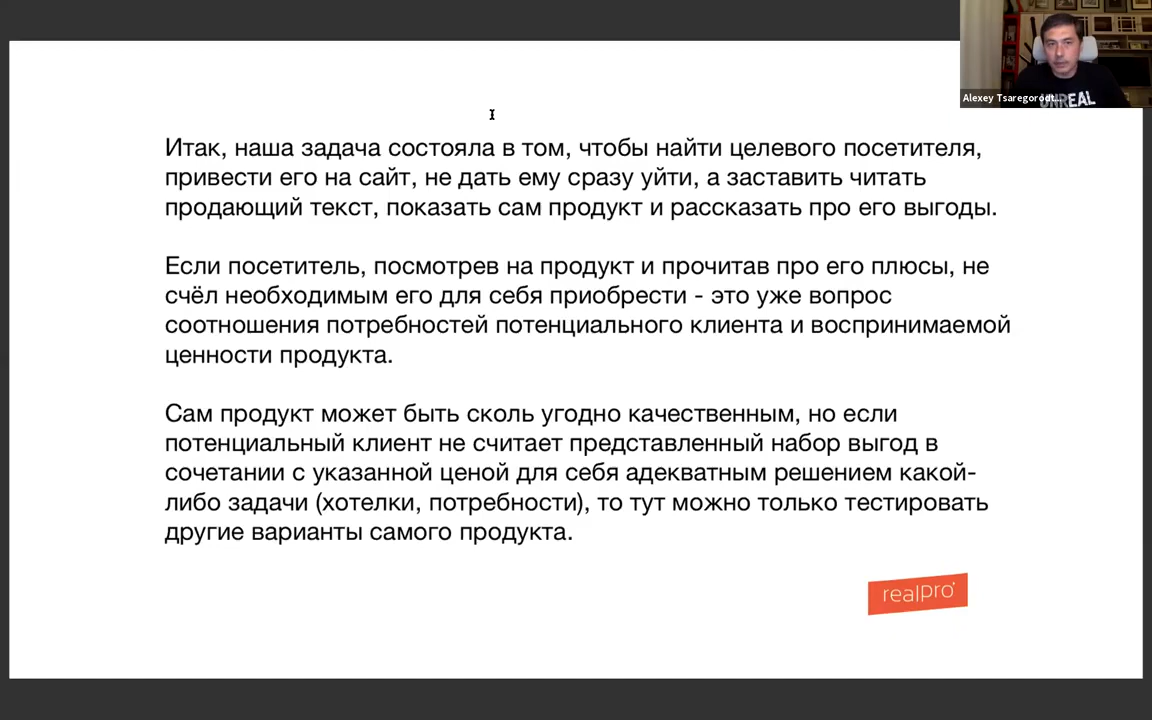 Alexey Tsaregorodt...
UNREAL
Итак, наша задача состояла в том, чтобы найти целевого посетителя,
привести его на сайт, не дать ему сразу уйти, а заставить читать
продающий текст, показать сам продукт и рассказать про его выгоды.
Если посетитель, посмотрев на продукт и прочитав про его плюсы, не
счёл необходимым его для себя приобрести - это уже вопрос
соотношения потребностей потенциального клиента и воспринимаемой
ценности продукта.
Сам продукт может быть сколь угодно качественным, но если
потенциальный клиент не считает представленный набор выгод в
сочетании с указанной ценой для себя адекватным решением какой-
либо задачи (хотелки, потребности), то тут можно только тестировать
другие варианты самого продукта.
realpro